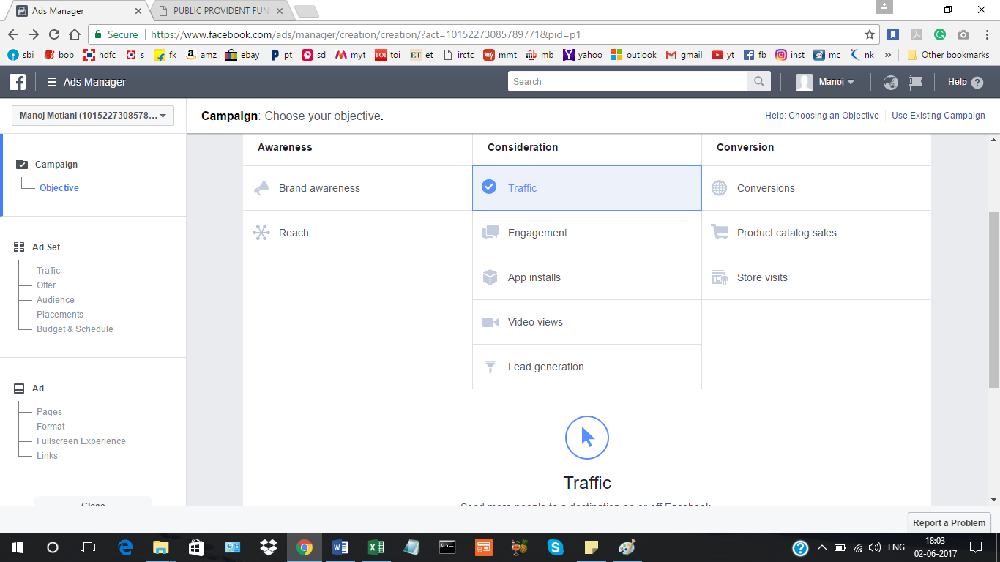 Ads Manager
PUBLIC PROVIDENT FUN
Secure https://www.facebook.com/ads/manager/creation/creation/?act=10152273085789771&pid=p1
sbi bob hdfc s fk amz ebay pt sd myt toi et irctc mmt mb yahoo outlook gmail yt fb inst mc nk » Other bookmarks
Ads Manager Search Manoj Help
Manoj Motiani (1015227308578... Campaign: Choose your objective. Help: Choosing an Objective Use Existing Campaign
Campaign
Objective
Ad Set
Traffic
Offer
Audience
Placements
Budget & Schedule
Ad
Pages
Format
Fullscreen Experience
Links
Close
Awareness
Brand awareness
Reach
Consideration
Traffic
Engagement
App installs
Video views
Lead generation
Conversion
Conversions
Product catalog sales
Store visits
Traffic
Send more people to a destination on or off Facebook
Report a Problem
ENG
18:03
02-06-2017